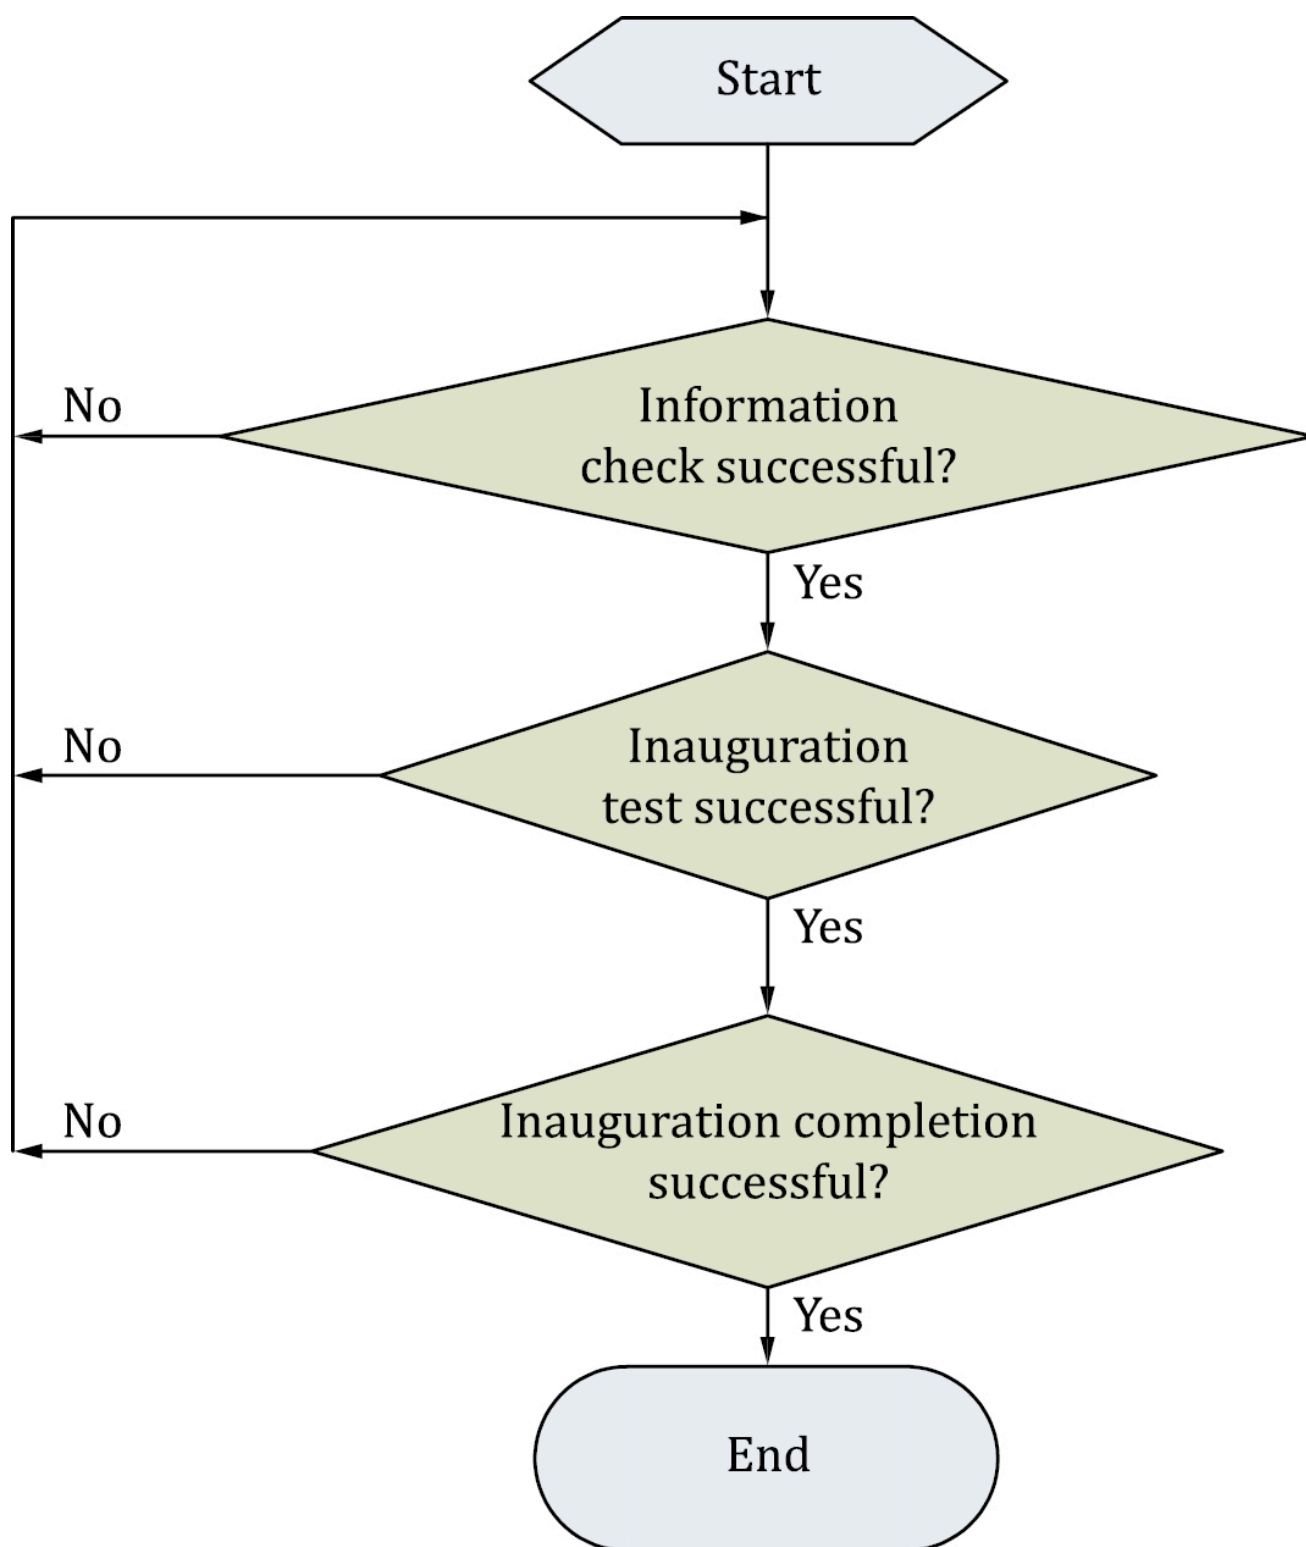 Start
No
Information
check successful?
Yes
No
Inauguration
test successful?
Yes
No
Inauguration completion
successful?
Yes
End